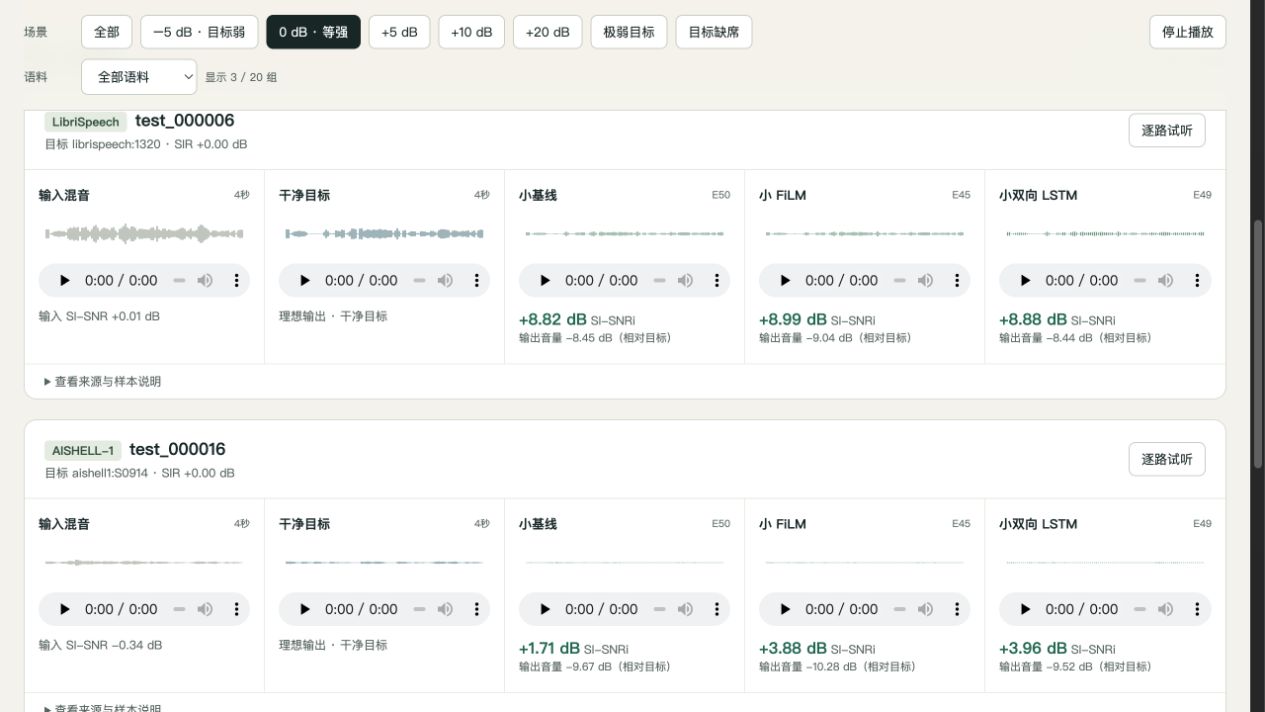 场景 全部 −5 dB · 目标弱 0 dB · 等强 +5 dB +10 dB +20 dB 极弱目标 目标缺席 停止播放
语料 全部语料 显示 3 / 20 组
LibriSpeech test_000006
逐路试听
目标 librispeech:1320 · SIR +0.00 dB
输入混音 4秒 干净目标 4秒 小基线 E50 小 FiLM E45 小双向 LSTM E49
0:00 / 0:00 0:00 / 0:00 0:00 / 0:00 0:00 / 0:00 0:00 / 0:00
输入 SI−SNR +0.01 dB 理想输出 · 干净目标 +8.82 dB SI−SNRi +8.99 dB SI−SNRi +8.88 dB SI−SNRi
输出音量 −8.45 dB（相对目标） 输出音量 −9.04 dB（相对目标） 输出音量 −8.44 dB（相对目标）
查看来源与样本说明
AISHELL−1 test_000016
逐路试听
目标 aishell1:S0914 · SIR +0.00 dB
输入混音 4秒 干净目标 4秒 小基线 E50 小 FiLM E45 小双向 LSTM E49
0:00 / 0:00 0:00 / 0:00 0:00 / 0:00 0:00 / 0:00 0:00 / 0:00
输入 SI−SNR −0.34 dB 理想输出 · 干净目标 +1.71 dB SI−SNRi +3.88 dB SI−SNRi +3.96 dB SI−SNRi
输出音量 −9.67 dB（相对目标） 输出音量 −10.28 dB（相对目标） 输出音量 −9.52 dB（相对目标）
查看来源与样本说明